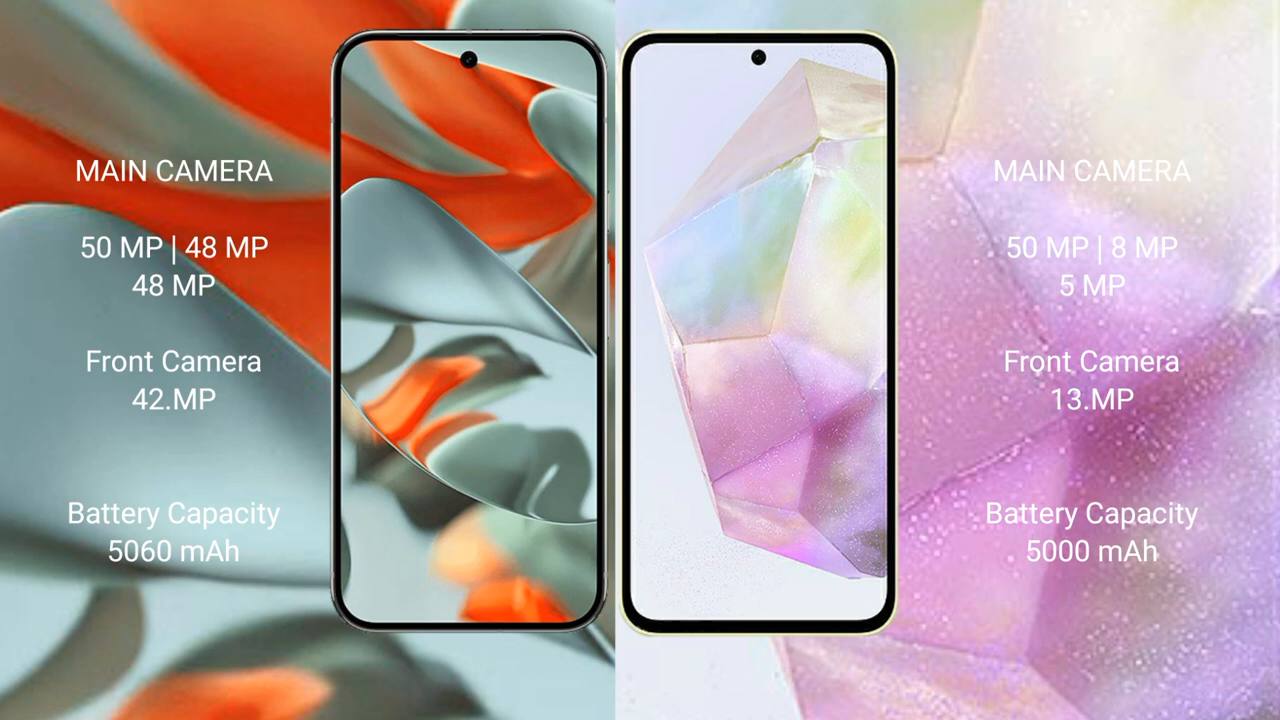 MAIN CAMERA
50 MP | 48 MP
48 MP
Front Camera
42.MP
Battery Capacity
5060 mAh
MAIN CAMERA
50 MP | 8 MP
5 MP
Front Camera
13.MP
Battery Capacity
5000 mAh